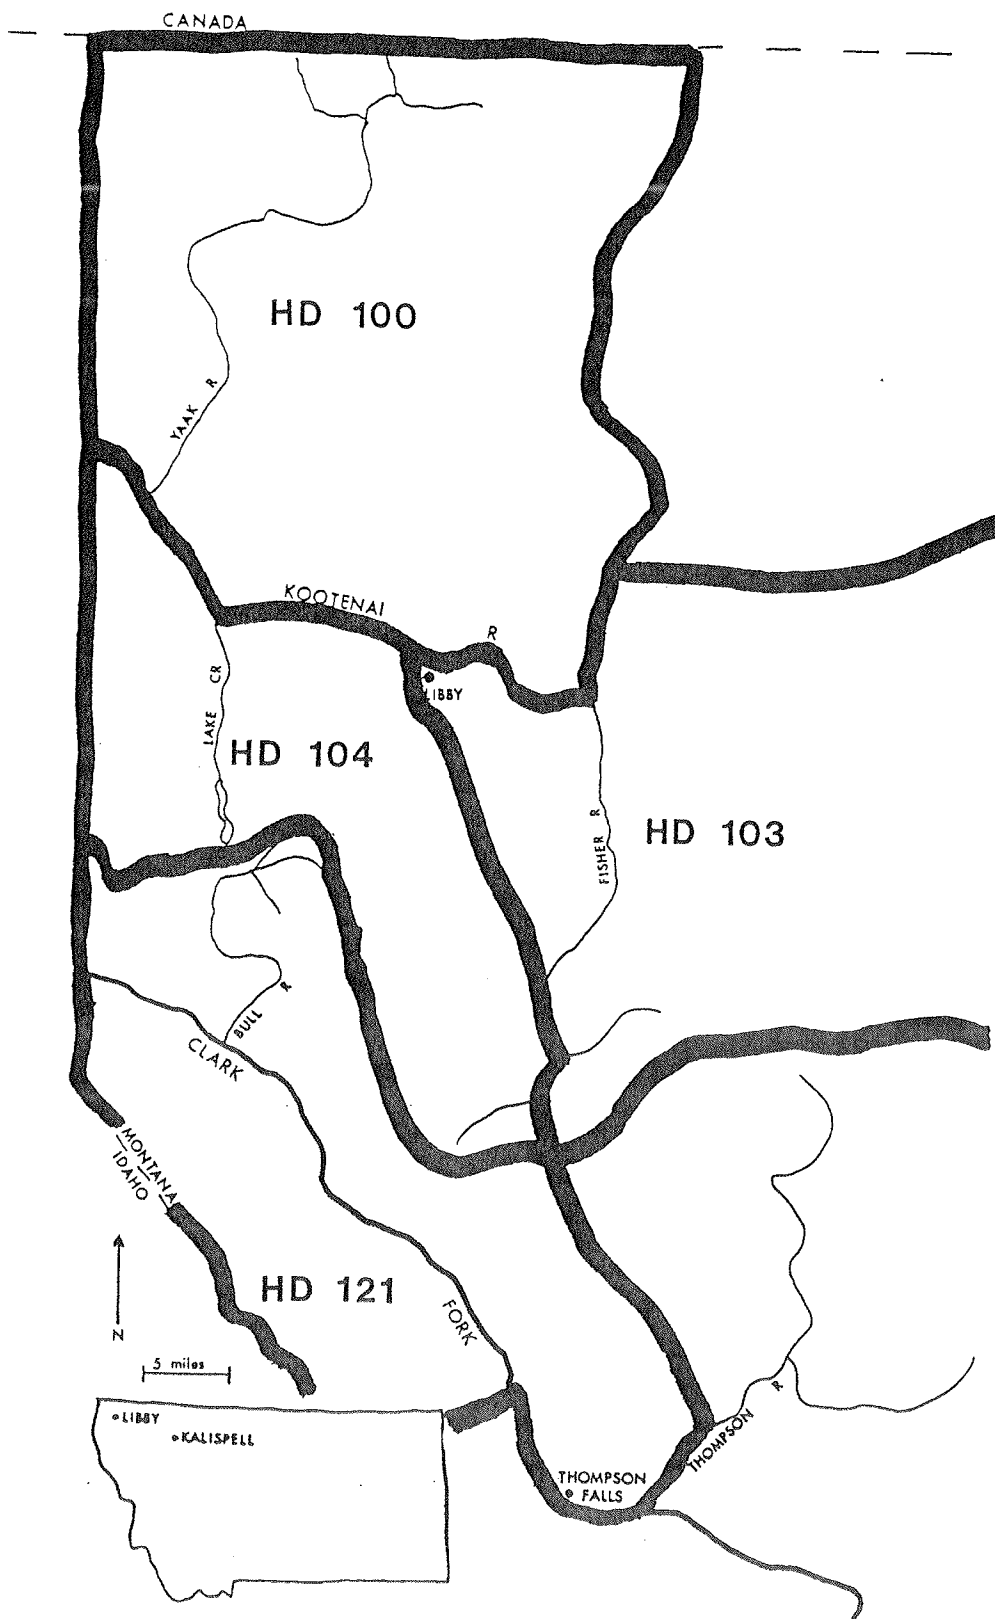 CANADA
HD 100
YAAK R
KOOTENAI R
LIBBY
LAKE CR
HD 104
FISHER R
HD 103
BULL R
CLARK FORK
MONTANA
IDAHO
HD 121
N
5 miles
LIBBY
KALISPELL
THOMPSON R
THOMPSON
FALLS